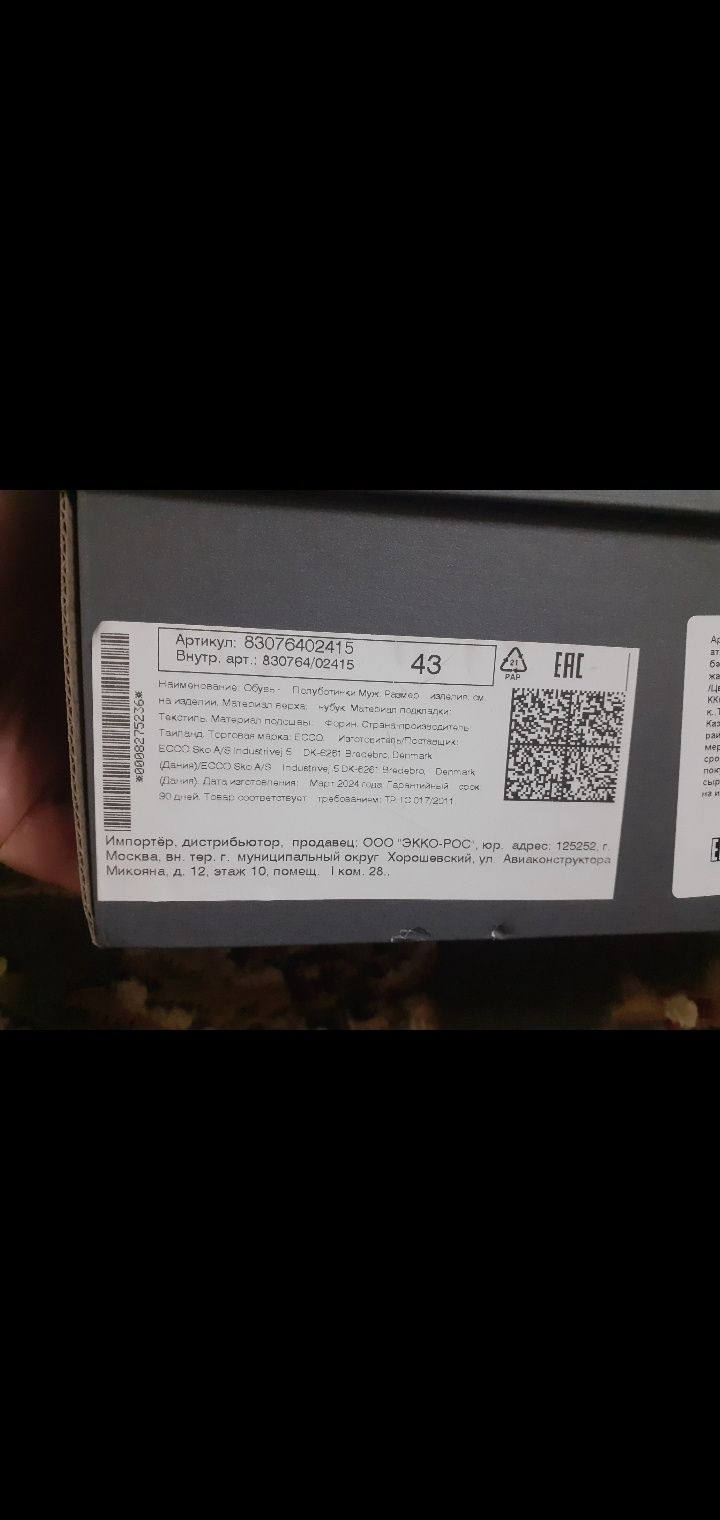 Артикул: 83076402415
Внутр. арт.: 830764/02415
43
21
PAP
EAC
*0008275236*
Наименование: Обувь - Полуботинки Муж. Размер изделия: см.
на изделии. Материал верха: нубук. Материал подкладки:
Текстиль. Материал подошвы: Страна-производитель:
Таиланд. Торговая марка: ECCO. Изготовитель/Поставщик:
ECCO Sko A/S Industrivej 5 DK-6261 Bredebro, Denmark
(Дания)/ECCO Sko A/S Industrivej 5 DK-6261 Bredebro, Denmark
(Дания). Дата изготовления: Март 2024 года. Гарантийный срок:
90 дней. Товар соответствует требованиям: ТР ТС 017/2011.
Импортёр, дистрибьютор, продавец: ООО "ЭККО-РОС", юр. адрес: 125252, г.
Москва, вн. тер. г. муниципальный округ Хорошевский, ул. Авиаконструктора
Микояна, д. 12, этаж 10, помещ. I ком. 28..